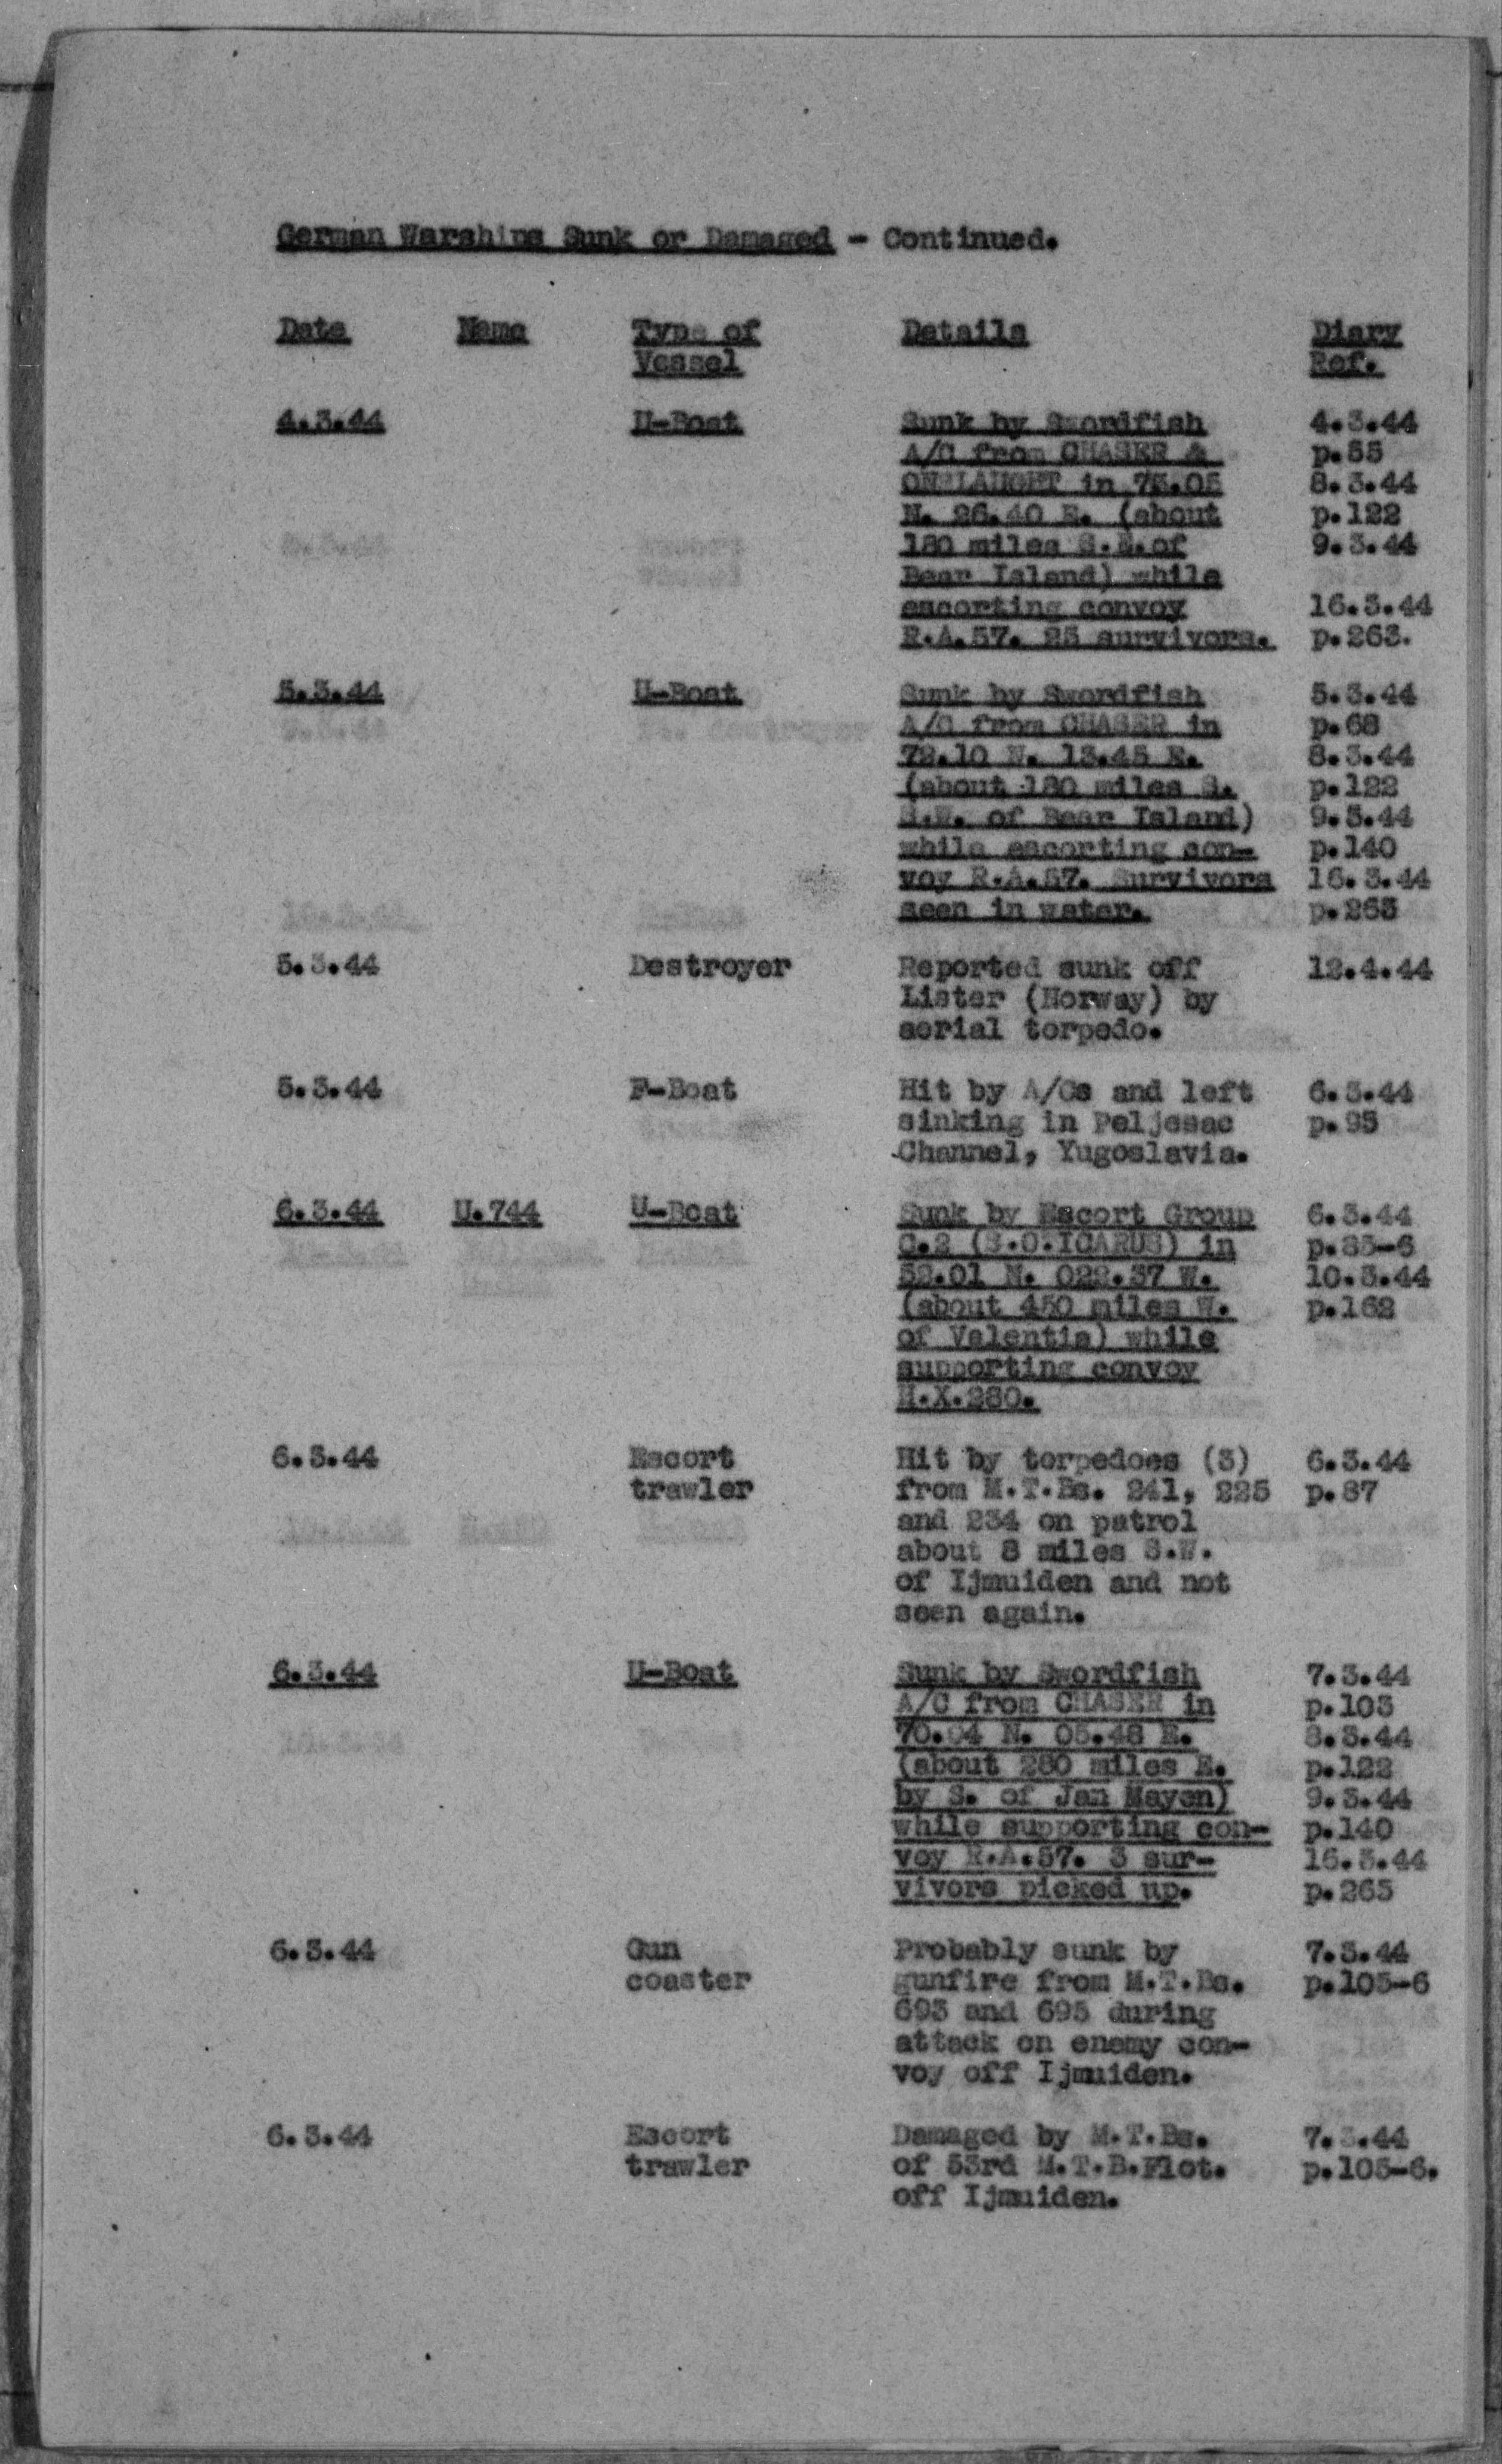 German Warships Sunk or Damaged - Continued.
Date Name Type of Vessel Details Diary Ref.
4.3.44 U-Boat Sunk by Swordfish 4.3.44
A/C from CHASER & p.55
ONSLAUGHT in 73.05 8.3.44
N. 26.40 E. (about p.122
180 miles S.E.of 9.3.44
Bear Island) while
escorting convoy 16.3.44
R.A.57. 25 survivors. p.263.
5.3.44 U-Boat Sunk by Swordfish 5.3.44
A/C from CHASER in p.68
72.10 N. 13.45 E. 8.3.44
(about 180 miles S. p.122
S.W. of Bear Island) 9.3.44
while escorting con- p.140
voy R.A.57. Survivors 16.3.44
seen in water. p.263
5.3.44 Destroyer Reported sunk off 12.4.44
Lister (Norway) by
aerial torpedo.
5.3.44 F-Boat Hit by A/Cs and left 6.3.44
sinking in Peljesac p.95
Channel, Yugoslavia.
6.3.44 U.744 U-Boat Sunk by Escort Group 6.3.44
C.2 (S.O.ICARUS) in p.85-6
52.01 N. 022.37 W. 10.3.44
(about 450 miles W. p.162
of Valentia) while
supporting convoy
H.X.280.
6.3.44 Escort Hit by torpedoes (3) 6.3.44
trawler from M.T.Bs. 241, 225 p.87
and 234 on patrol
about 8 miles S.W.
of Ijmuiden and not
seen again.
6.3.44 U-Boat Sunk by Swordfish 7.3.44
A/C from CHASER in p.103
70.04 N. 05.48 E. 8.3.44
(about 280 miles E. p.122
by S. of Jan Mayen) 9.3.44
while supporting con- p.140
voy R.A.57. 3 sur- 16.3.44
vivors picked up. p.265
6.3.44 Gun Probably sunk by 7.3.44
coaster gunfire from M.T.Bs. p.105-6
693 and 695 during
attack on enemy con-
voy off Ijmuiden.
6.3.44 Escort Damaged by M.T.Bs. 7.3.44
trawler of 53rd M.T.B.Flot. p.105-6.
off Ijmuiden.